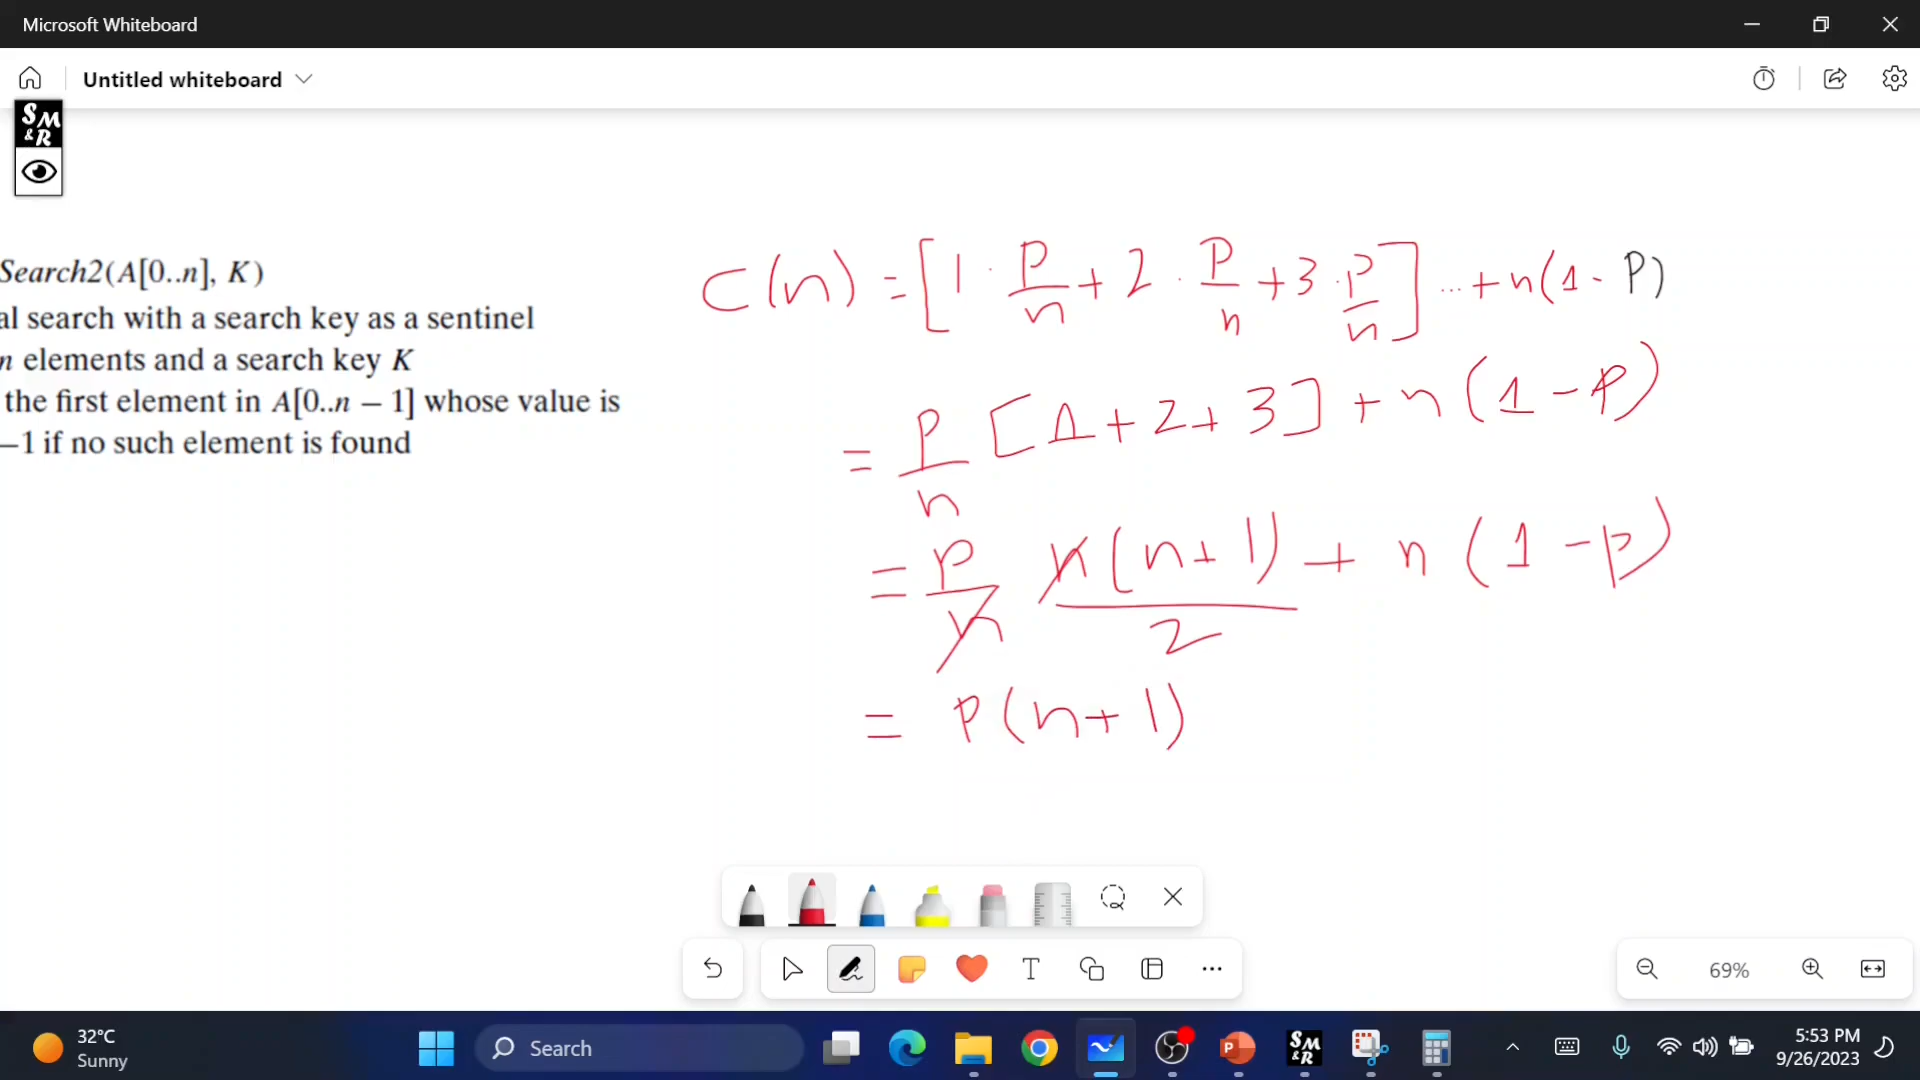 Microsoft Whiteboard
Untitled whiteboard
SM
&R
Search2(A[0..n], K)
al search with a search key as a sentinel
n elements and a search key K
the first element in A[0..n − 1] whose value is
−1 if no such element is found
C(n) = [1 · P/n + 2 · P/n + 3 · P/n] ... + n(1 - P)
= P/n [1 + 2 + 3] + n(1 - P)
= P/n n(n+1)/2 + n(1 - p)
= P(n+1)
T
69%
32°C
Sunny
Search
SM
&R
5:53 PM
9/26/2023